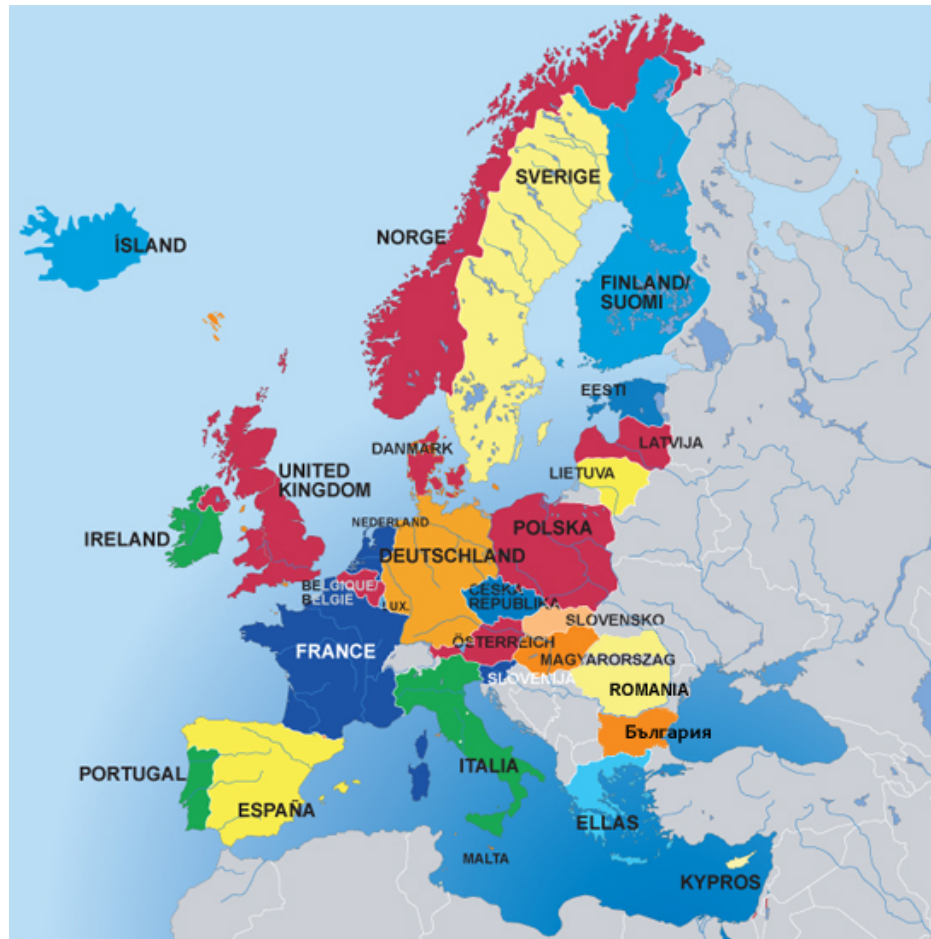 SVERIGE
NORGE
ÍSLAND
FINLAND/
SUOMI
EESTI
LATVIJA
DANMARK
LIETUVA
UNITED
KINGDOM
IRELAND
NEDERLAND
POLSKA
DEUTSCHLAND
BELGIQUE/
BELGIË
LUX.
ČESKÁ
REPUBLIKA
SLOVENSKO
ÖSTERREICH
FRANCE
MAGYARORSZAG
SLOVENIJA
ROMANIA
България
PORTUGAL
ITALIA
ESPAÑA
ELLAS
MALTA
KYPROS